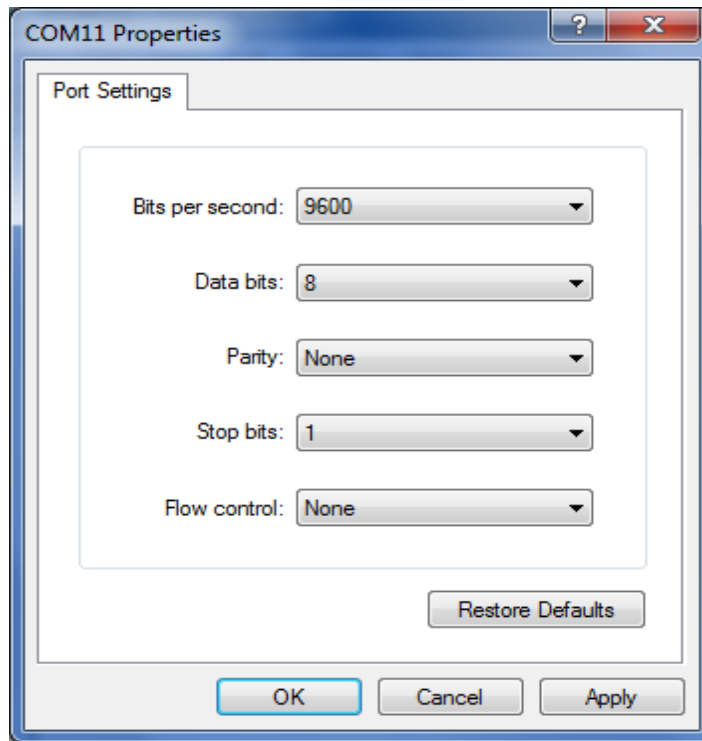 COM11 Properties
?
Port Settings
Bits per second: 9600
Data bits: 8
Parity: None
Stop bits: 1
Flow control: None
Restore Defaults
OK Cancel Apply